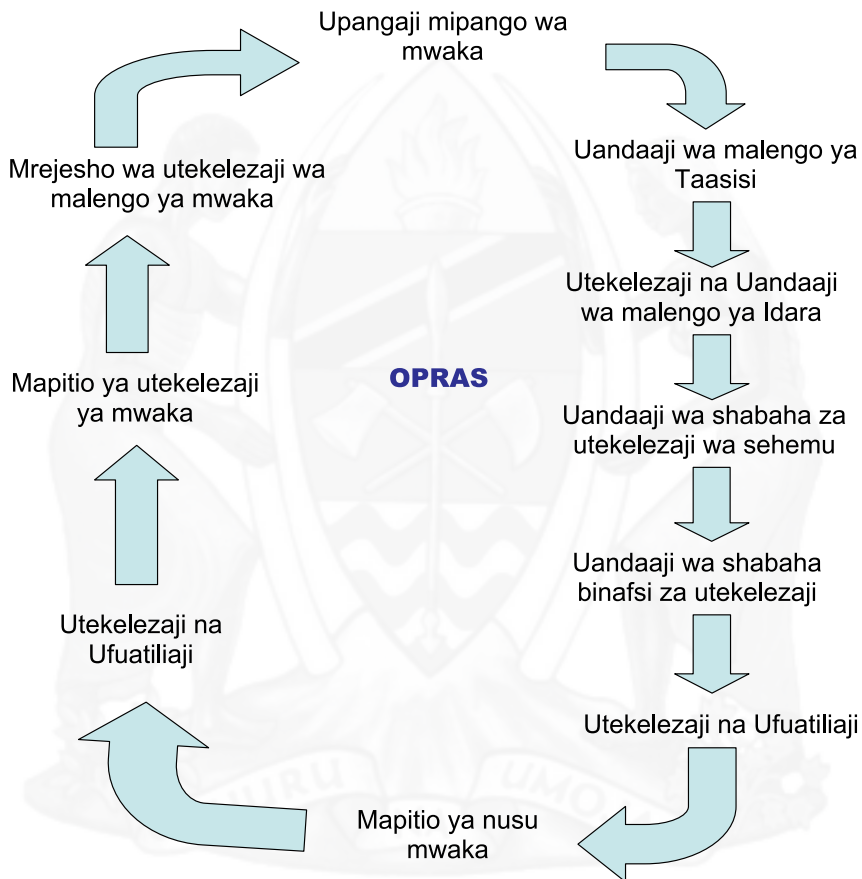 Upangaji mipango wa
mwaka
Uandaaji wa malengo ya
Taasisi
Utekelezaji na Uandaaji
wa malengo ya Idara
Uandaaji wa shabaha za
utekelezaji wa sehemu
Uandaaji wa shabaha
binafsi za utekelezaji
Utekelezaji na Ufuatiliaji
Mapitio ya nusu
mwaka
Utekelezaji na
Ufuatiliaji
Mapitio ya utekelezaji
ya mwaka
Mrejesho wa utekelezaji wa
malengo ya mwaka
OPRAS